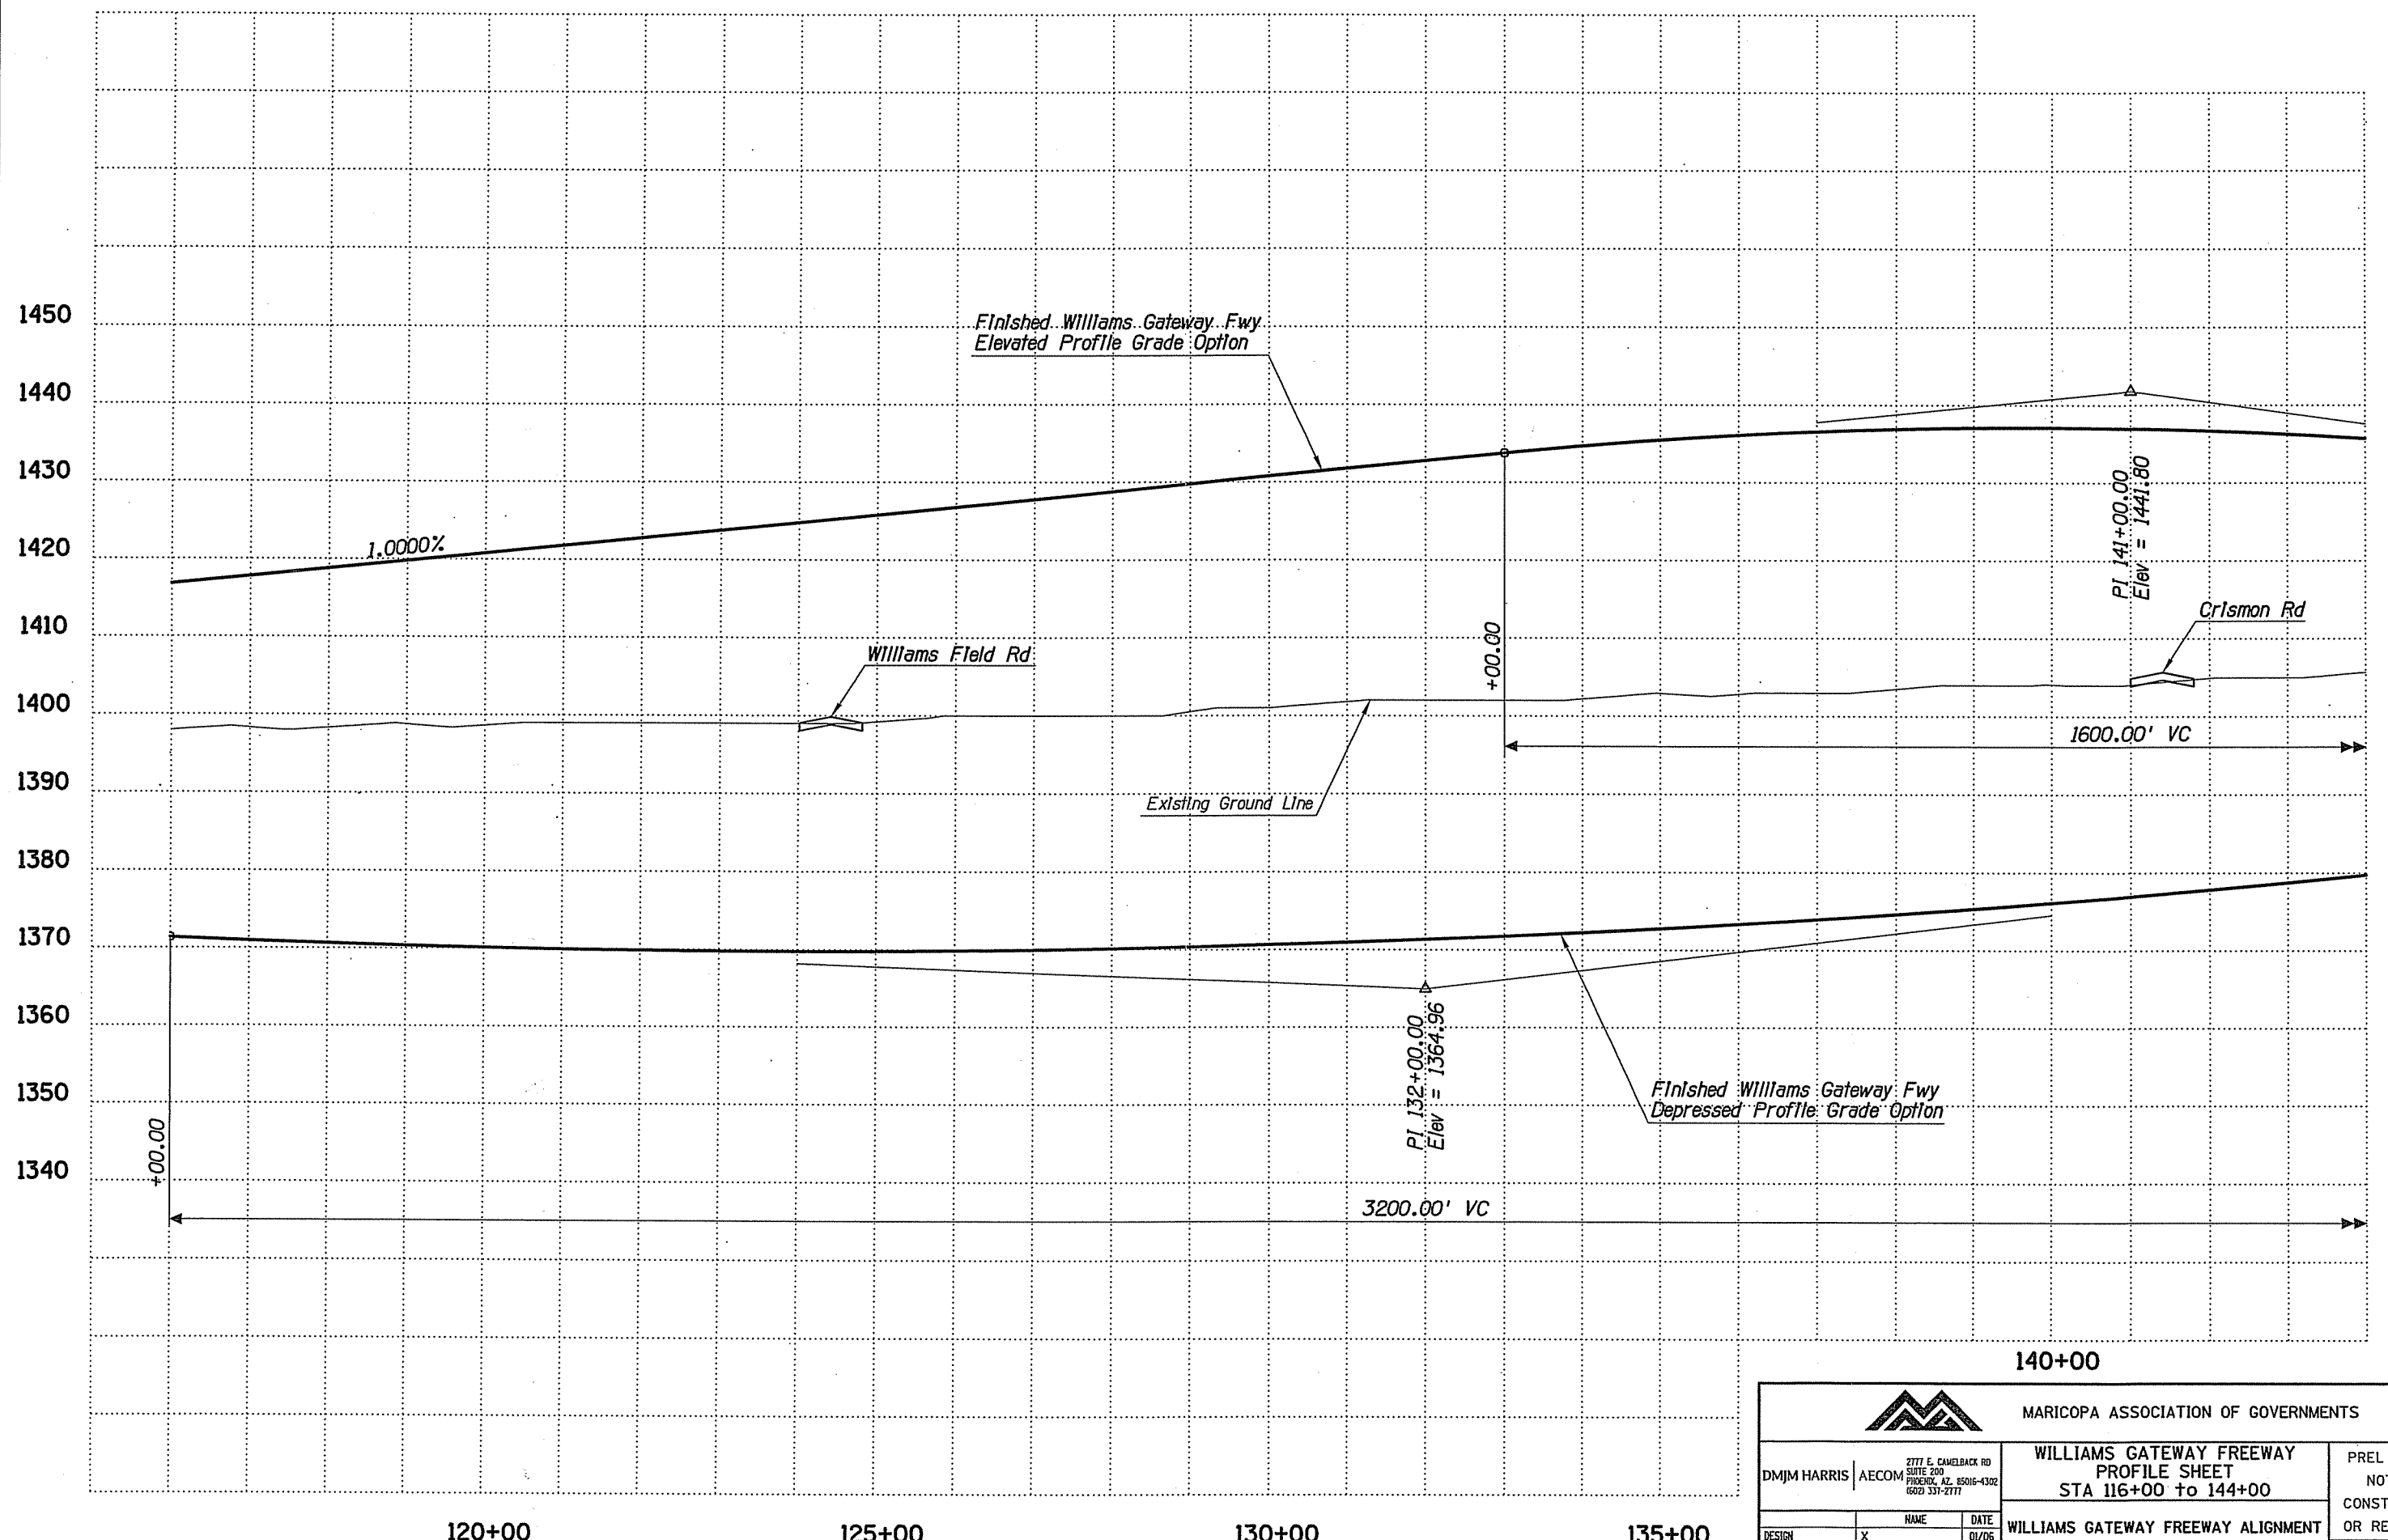 1450
1440
1430
1420
1410
1400
1390
1380
1370
1360
1350
1340
Finished Williams Gateway Fwy
Elevated Profile Grade Option
1.0000%
PI 141+00.00
Elev = 1441.80
Crismon Rd
+00.00
Williams Field Rd
1600.00' VC
Existing Ground Line
PI 132+00.00
Elev = 1364.96
Finished Williams Gateway Fwy
Depressed Profile Grade Option
+00.00
3200.00' VC
120+00
125+00
130+00
135+00
140+00
MARICOPA ASSOCIATION OF GOVERNMENTS
DMJM HARRIS | AECOM
2777 E. CAMELBACK RD
SUITE 200
PHOENIX, AZ. 85016-4302
(602) 337-2777
WILLIAMS GATEWAY FREEWAY
PROFILE SHEET
STA 116+00 to 144+00
PREL
NOT
CONST
OR RE
NAME DATE
DESIGN X 01/06
WILLIAMS GATEWAY FREEWAY ALIGNMENT